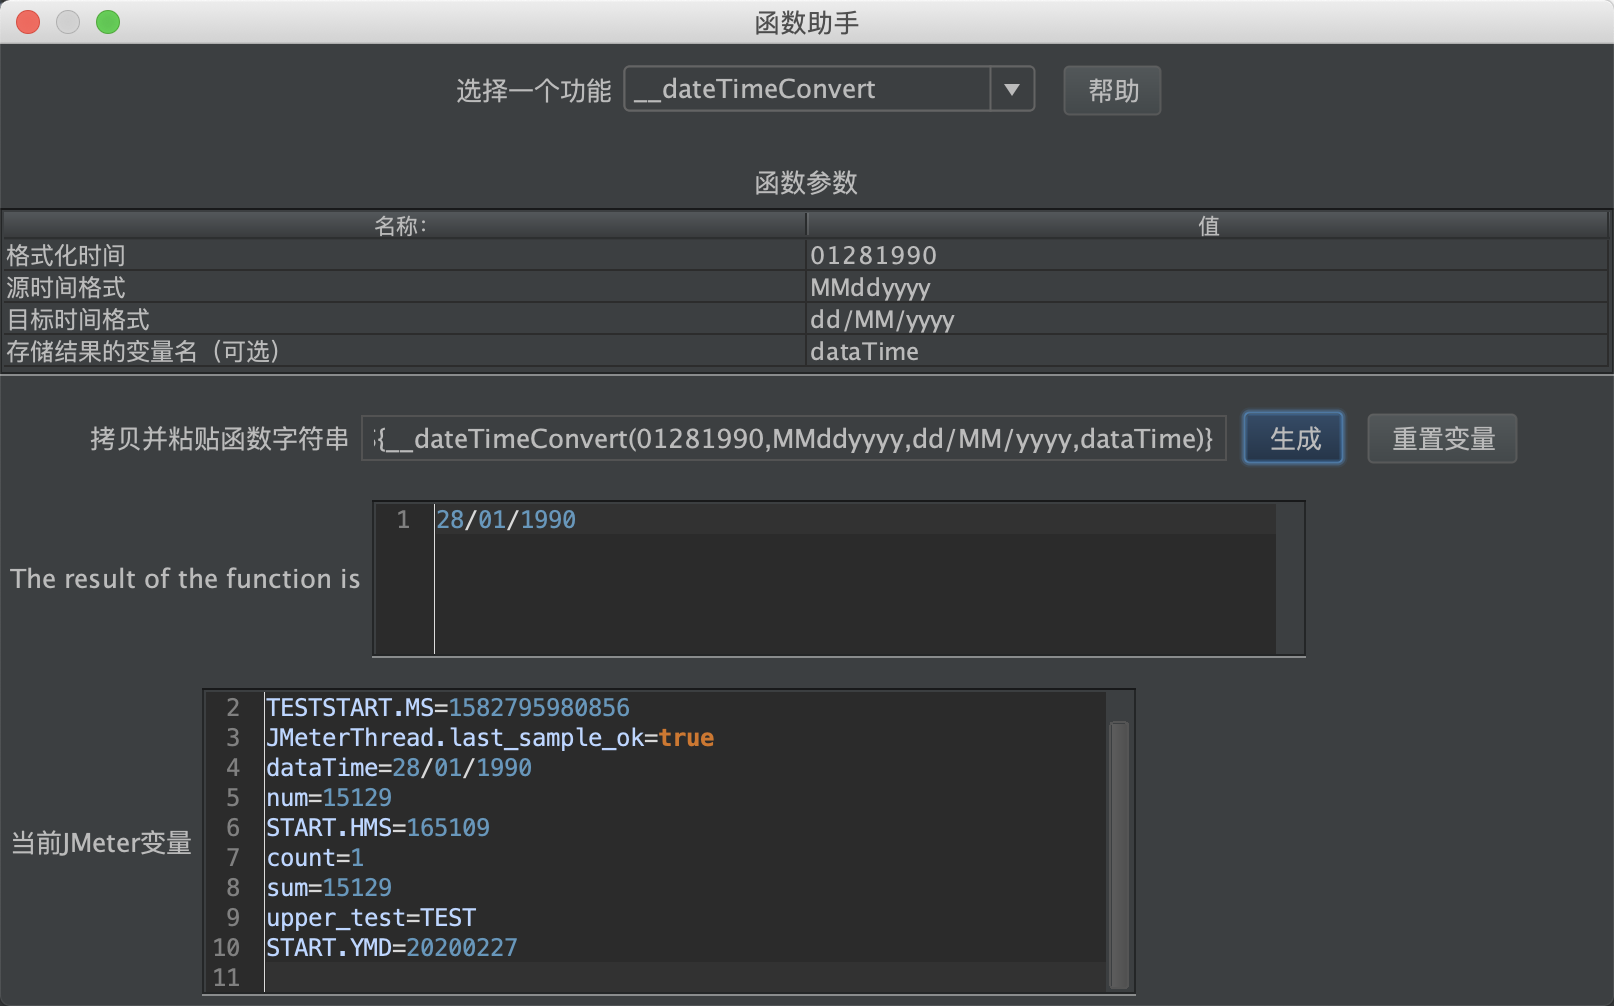 函数助手
选择一个功能 __dateTimeConvert 帮助
函数参数
名称: 值
格式化时间 01281990
源时间格式 MMddyyyy
目标时间格式 dd/MM/yyyy
存储结果的变量名（可选） dataTime
拷贝并粘贴函数字符串 {__dateTimeConvert(01281990,MMddyyyy,dd/MM/yyyy,dataTime)} 生成 重置变量
1 28/01/1990
The result of the function is
2 TESTSTART.MS=1582795980856
3 JMeterThread.last_sample_ok=true
4 dataTime=28/01/1990
5 num=15129
6 START.HMS=165109
当前JMeter变量
7 count=1
8 sum=15129
9 upper_test=TEST
10 START.YMD=20200227
11